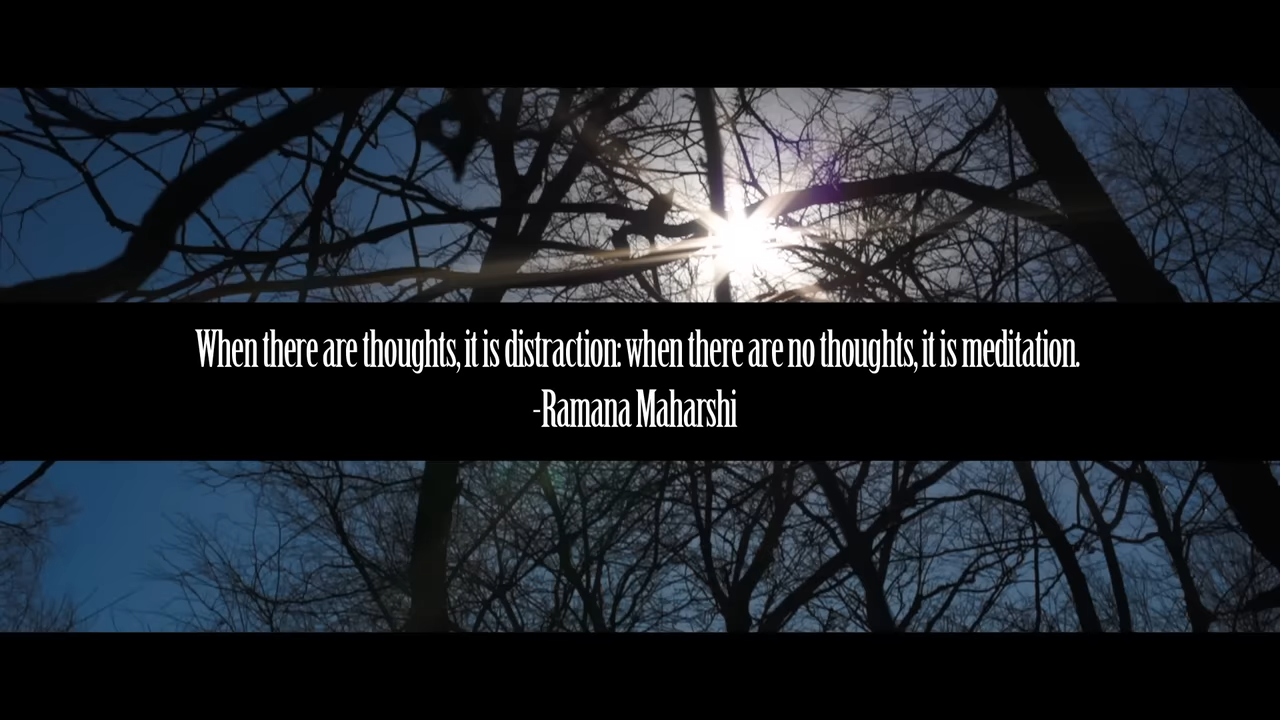 When there are thoughts, it is distraction: when there are no thoughts, it is meditation.
-Ramana Maharshi